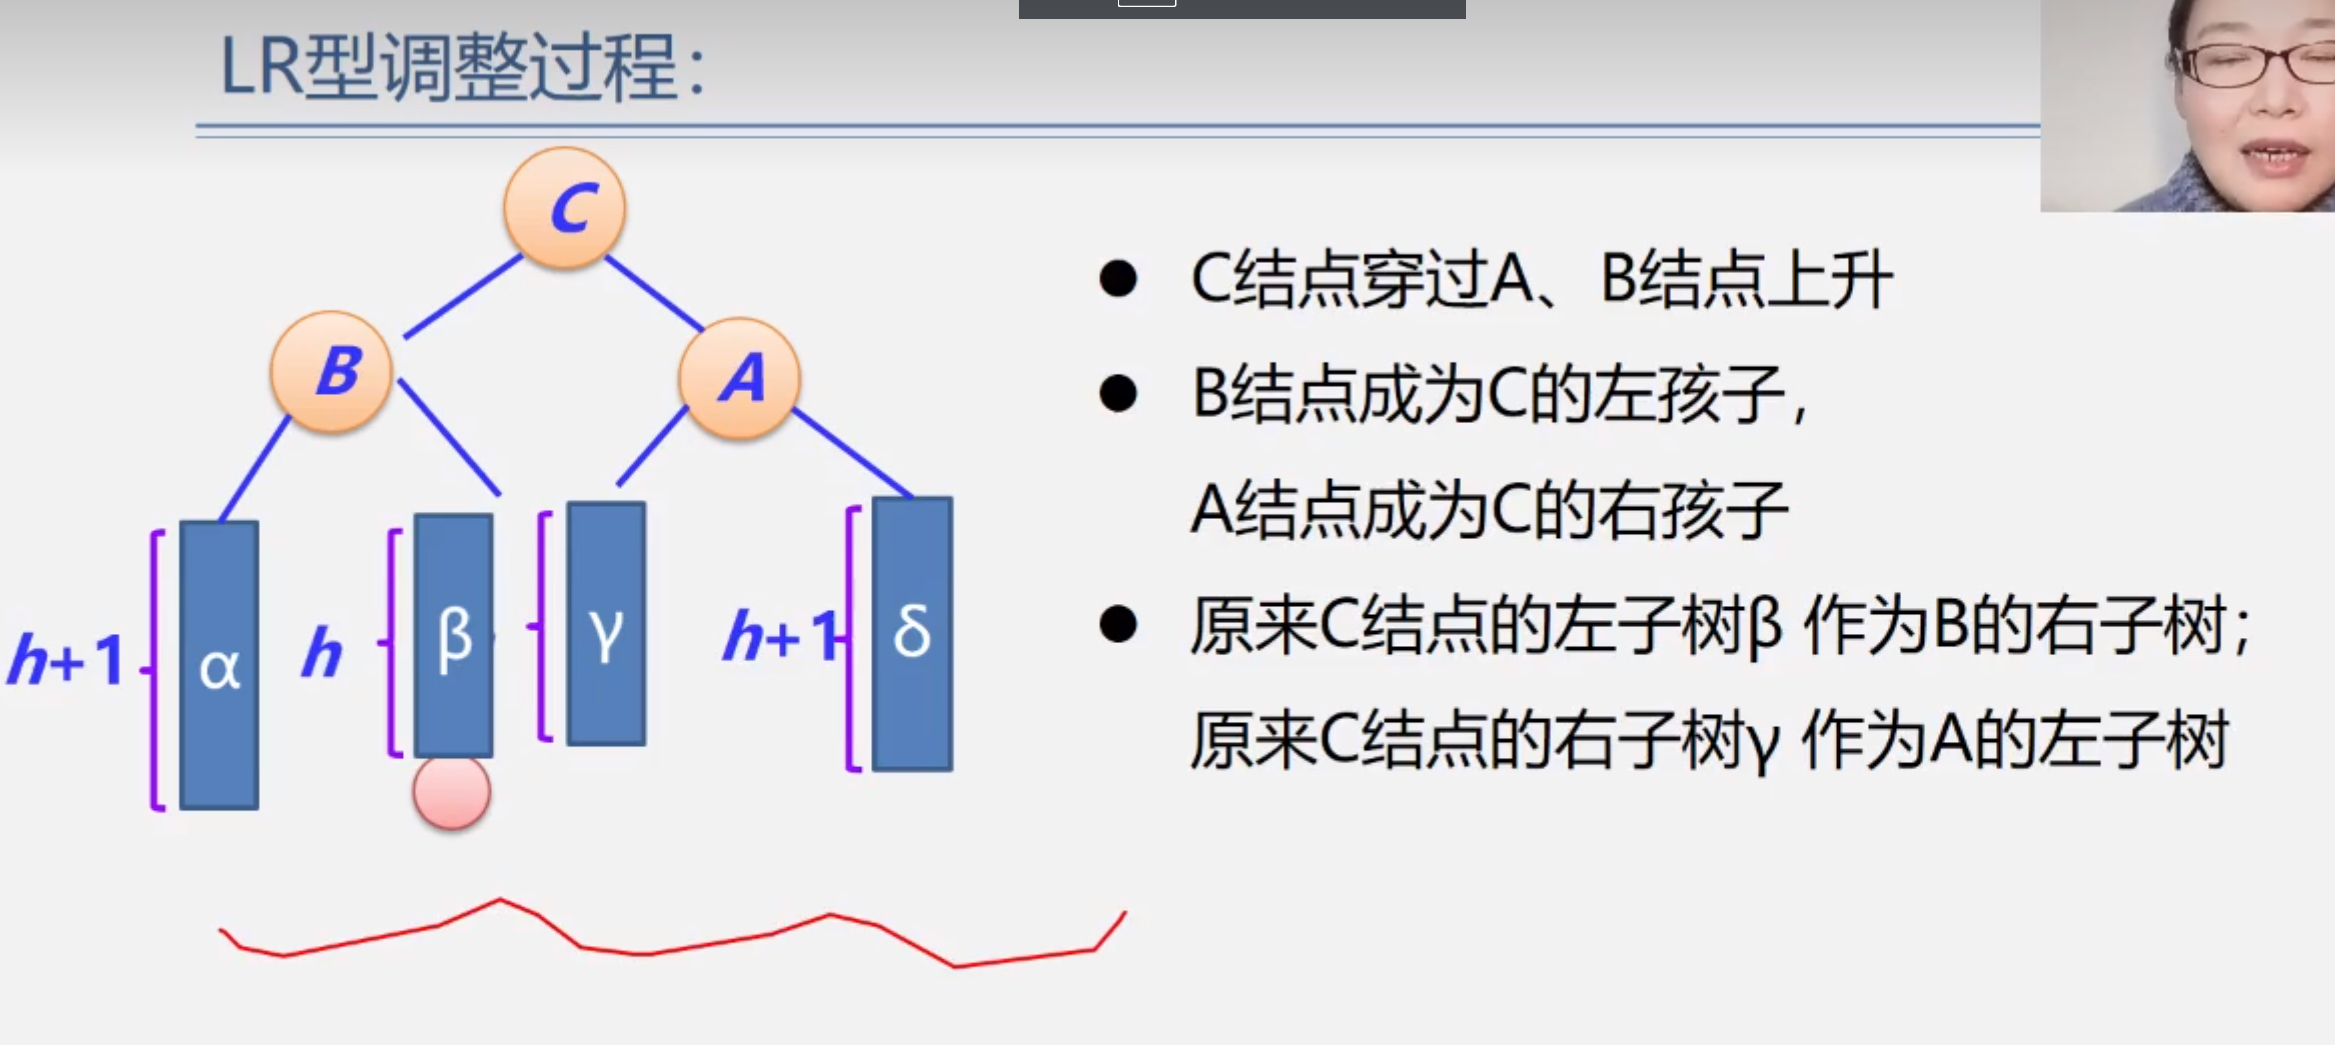 LR型调整过程：
C
B
A
h+1
α
h
β
γ
h+1
δ
● C结点穿过A、B结点上升
● B结点成为C的左孩子，
A结点成为C的右孩子
● 原来C结点的左子树β 作为B的右子树；
原来C结点的右子树γ 作为A的左子树